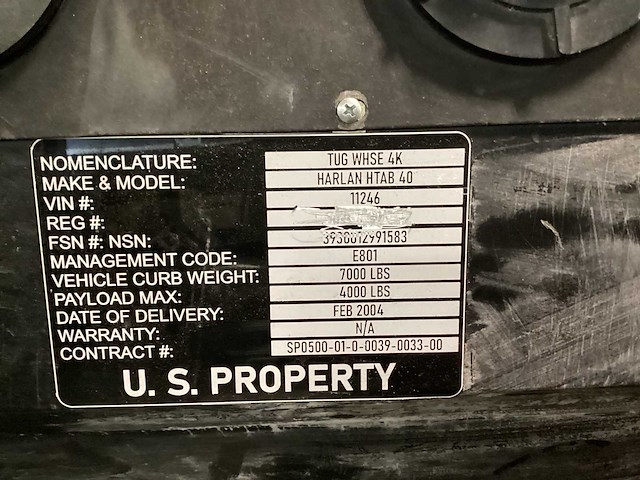 NOMENCLATURE: TUG WHSE 4K
MAKE & MODEL: HARLAN HTAB 40
VIN #: 11246
REG #:
FSN #: NSN: 3930012991583
MANAGEMENT CODE: E801
VEHICLE CURB WEIGHT: 7000 LBS
PAYLOAD MAX: 4000 LBS
DATE OF DELIVERY: FEB 2004
WARRANTY: N/A
CONTRACT #: SP0500-01-0-0039-0033-00
U. S. PROPERTY